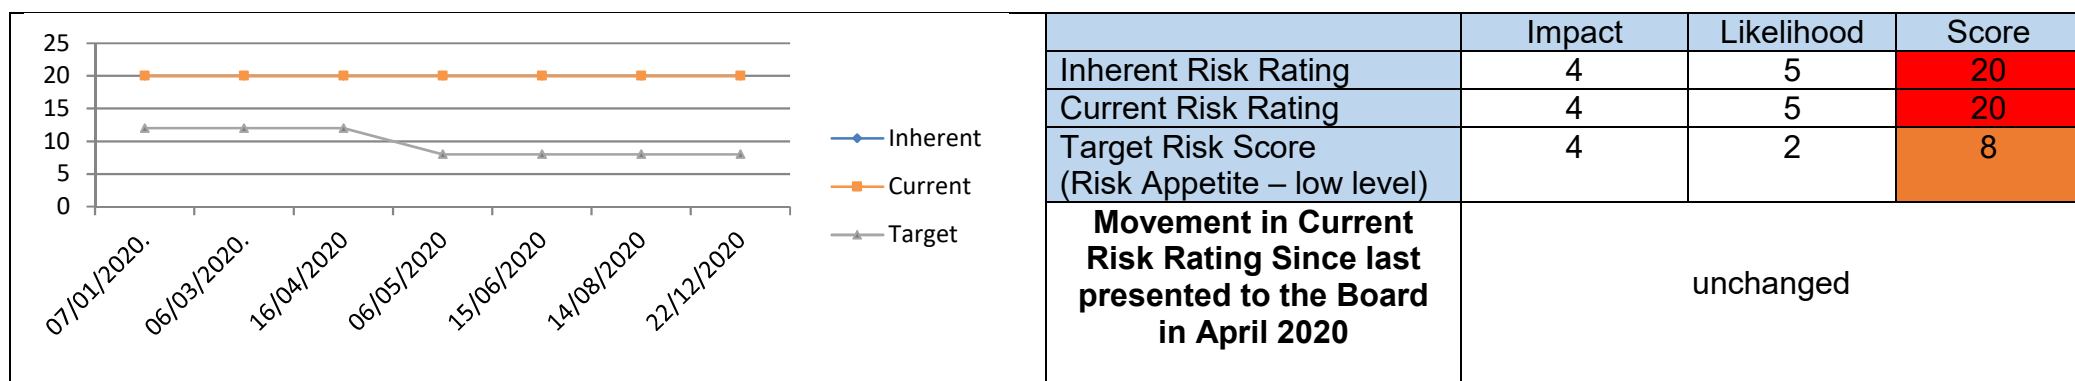 25
20
15
10
5
0
07/01/2020.
06/03/2020.
16/04/2020
06/05/2020
15/06/2020
14/08/2020
22/12/2020
Inherent
Current
Target
Impact Likelihood Score
Inherent Risk Rating 4 5 20
Current Risk Rating 4 5 20
Target Risk Score 4 2 8
(Risk Appetite – low level)
Movement in Current
Risk Rating Since last
presented to the Board
in April 2020
unchanged